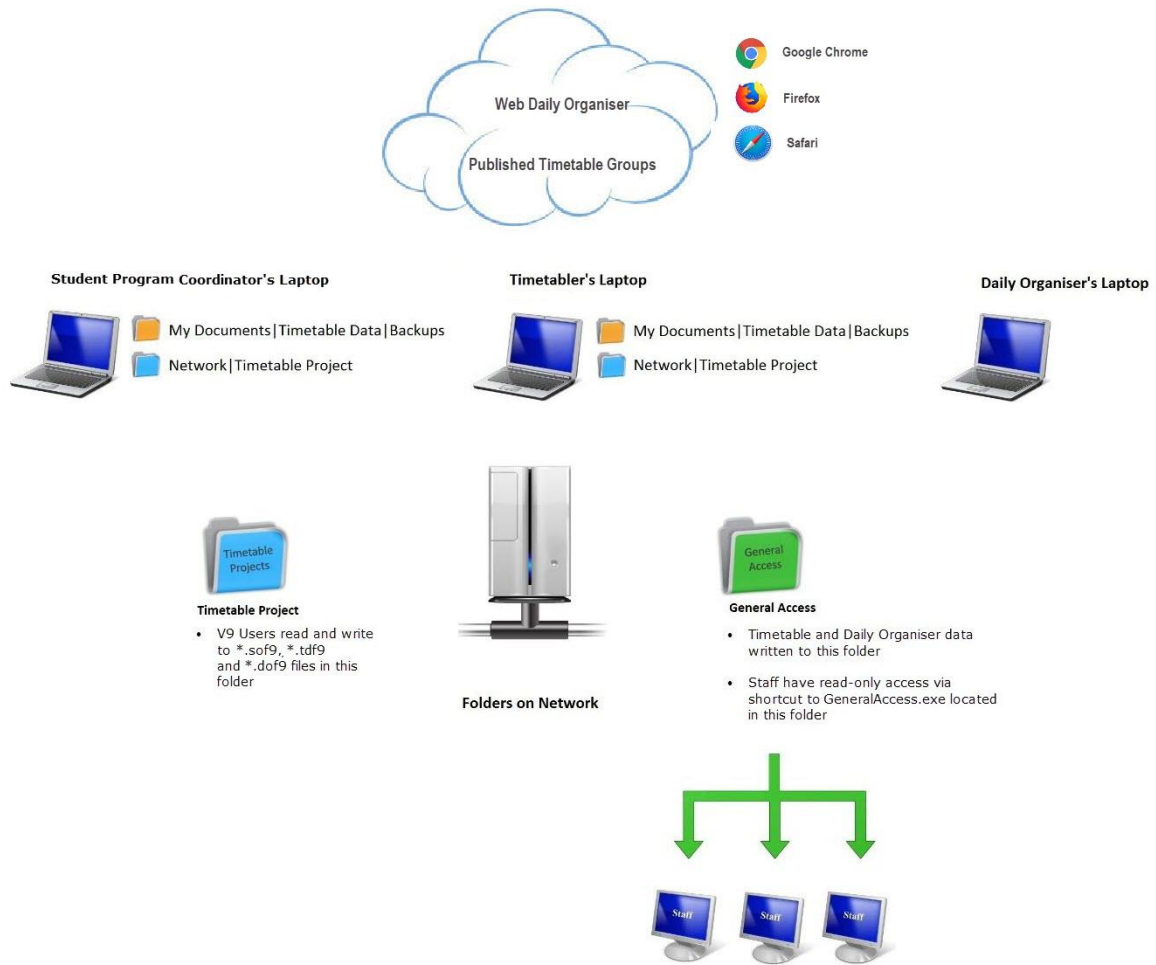 Web Daily Organiser
Published Timetable Groups
Google Chrome
Firefox
Safari
Student Program Coordinator's Laptop
My Documents|Timetable Data|Backups
Network|Timetable Project
Timetabler's Laptop
My Documents|Timetable Data|Backups
Network|Timetable Project
Daily Organiser's Laptop
Timetable
Projects
Timetable Project
• V9 Users read and write
to *.sof9, *.tdf9
and *.dof9 files in this
folder
Folders on Network
General
Access
General Access
• Timetable and Daily Organiser data
written to this folder
• Staff have read-only access via
shortcut to GeneralAccess.exe located
in this folder
Staff
Staff
Staff